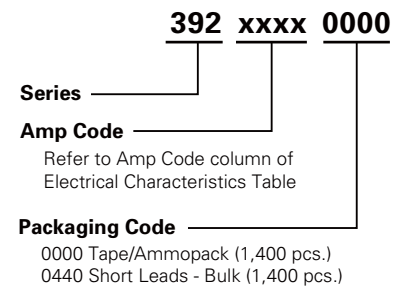 392 xxxx 0000
Series
Amp Code
Refer to Amp Code column of
Electrical Characteristics Table
Packaging Code
0000 Tape/Ammopack (1,400 pcs.)
0440 Short Leads - Bulk (1,400 pcs.)